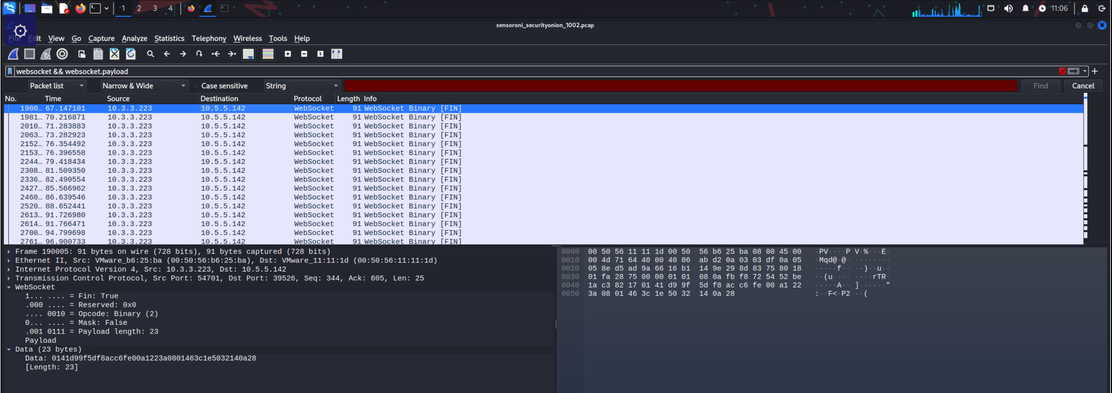 1 2 3 4
11:06
sensoroni_securityonion_1002.pcap
Edit View Go Capture Analyze Statistics Telephony Wireless Tools Help
websocket && websocket.payload
Packet list Narrow & Wide Case sensitive String Find Cancel
No. Time Source Destination Protocol Length Info
1900… 67.147101 10.3.3.223 10.5.5.142 WebSocket 91 WebSocket Binary [FIN]
1981… 70.216871 10.3.3.223 10.5.5.142 WebSocket 91 WebSocket Binary [FIN]
2010… 71.283883 10.3.3.223 10.5.5.142 WebSocket 91 WebSocket Binary [FIN]
2063… 73.282923 10.3.3.223 10.5.5.142 WebSocket 91 WebSocket Binary [FIN]
2152… 76.354492 10.3.3.223 10.5.5.142 WebSocket 91 WebSocket Binary [FIN]
2153… 76.396558 10.3.3.223 10.5.5.142 WebSocket 91 WebSocket Binary [FIN]
2244… 79.418434 10.3.3.223 10.5.5.142 WebSocket 91 WebSocket Binary [FIN]
2308… 81.509350 10.3.3.223 10.5.5.142 WebSocket 91 WebSocket Binary [FIN]
2336… 82.490554 10.3.3.223 10.5.5.142 WebSocket 91 WebSocket Binary [FIN]
2427… 85.566962 10.3.3.223 10.5.5.142 WebSocket 91 WebSocket Binary [FIN]
2460… 86.639546 10.3.3.223 10.5.5.142 WebSocket 91 WebSocket Binary [FIN]
2520… 88.652441 10.3.3.223 10.5.5.142 WebSocket 91 WebSocket Binary [FIN]
2613… 91.726980 10.3.3.223 10.5.5.142 WebSocket 91 WebSocket Binary [FIN]
2614… 91.766471 10.3.3.223 10.5.5.142 WebSocket 91 WebSocket Binary [FIN]
2700… 94.799698 10.3.3.223 10.5.5.142 WebSocket 91 WebSocket Binary [FIN]
2761… 96.900733 10.3.3.223 10.5.5.142 WebSocket 91 WebSocket Binary [FIN]
Frame 190005: 91 bytes on wire (728 bits), 91 bytes captured (728 bits)
Ethernet II, Src: VMware_b6:25:ba (00:50:56:b6:25:ba), Dst: VMware_11:11:1d (00:50:56:11:11:1d)
Internet Protocol Version 4, Src: 10.3.3.223, Dst: 10.5.5.142
Transmission Control Protocol, Src Port: 54701, Dst Port: 39526, Seq: 344, Ack: 605, Len: 25
WebSocket
1... .... = Fin: True
.000 .... = Reserved: 0x0
.... 0010 = Opcode: Binary (2)
0... .... = Mask: False
.001 0111 = Payload length: 23
Payload
Data (23 bytes)
Data: 0141d99f5df8acc6fe00a1223a0801463c1e5032140a28
[Length: 23]
0000 00 50 56 11 11 1d 00 50 56 b6 25 ba 08 00 45 00
0010 00 4d 71 64 40 00 40 06 ab d2 0a 03 03 df 0a 05
0020 05 8e d5 ad 9a 66 16 b1 14 9e 29 8d 83 75 80 18
0030 01 fa 28 75 00 00 01 01 08 0a fb f8 72 54 52 be
0040 1a c3 82 17 01 41 d9 9f 5d f8 ac c6 fe 00 a1 22
0050 3a 08 01 46 3c 1e 50 32 14 0a 28